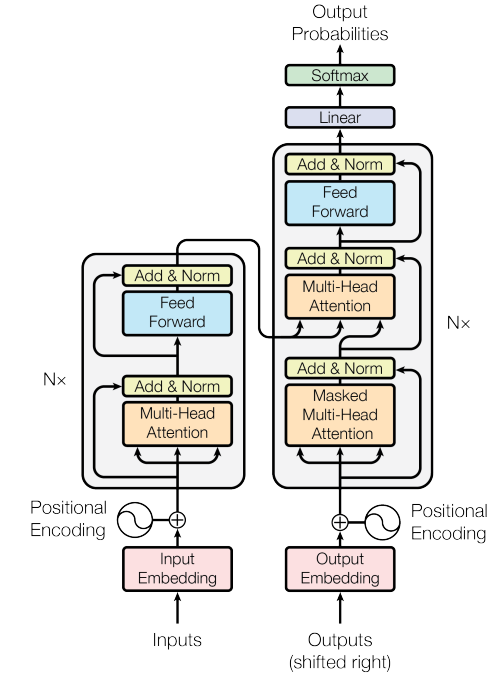 Output
Probabilities
Softmax
Linear
Add & Norm
Feed
Forward
Add & Norm
Multi-Head
Attention
Nx
Add & Norm
Masked
Multi-Head
Attention
Positional
Encoding
Output
Embedding
Outputs
(shifted right)
Add & Norm
Feed
Forward
N×
Add & Norm
Multi-Head
Attention
Positional
Encoding
Input
Embedding
Inputs